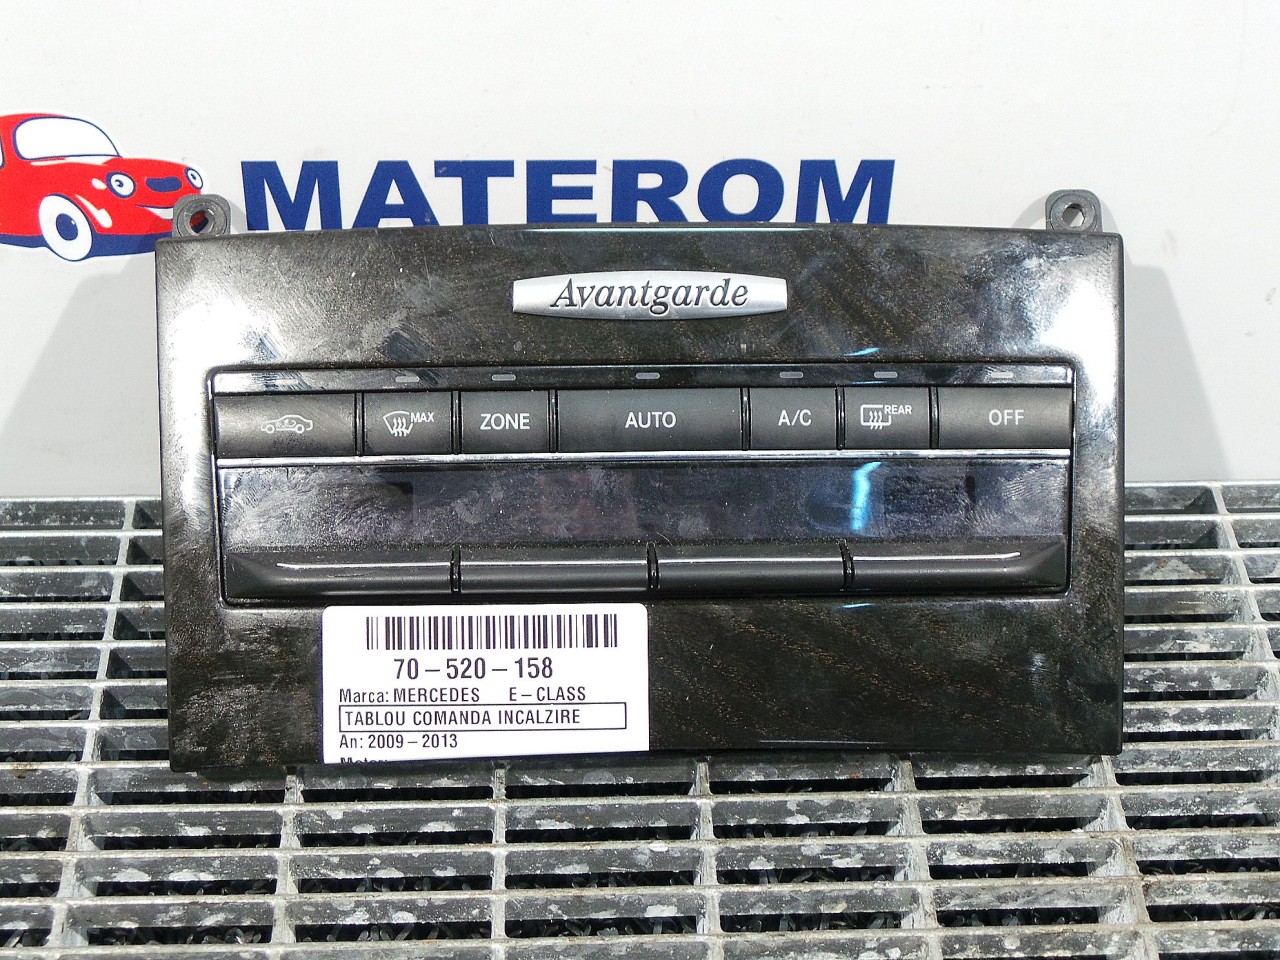 MATEROM
Avantgarde
MAX ZONE AUTO A/C REAR OFF
70-520-158
Marca: MERCEDES E-CLASS
TABLOU COMANDA INCALZIRE
An: 2009-2013